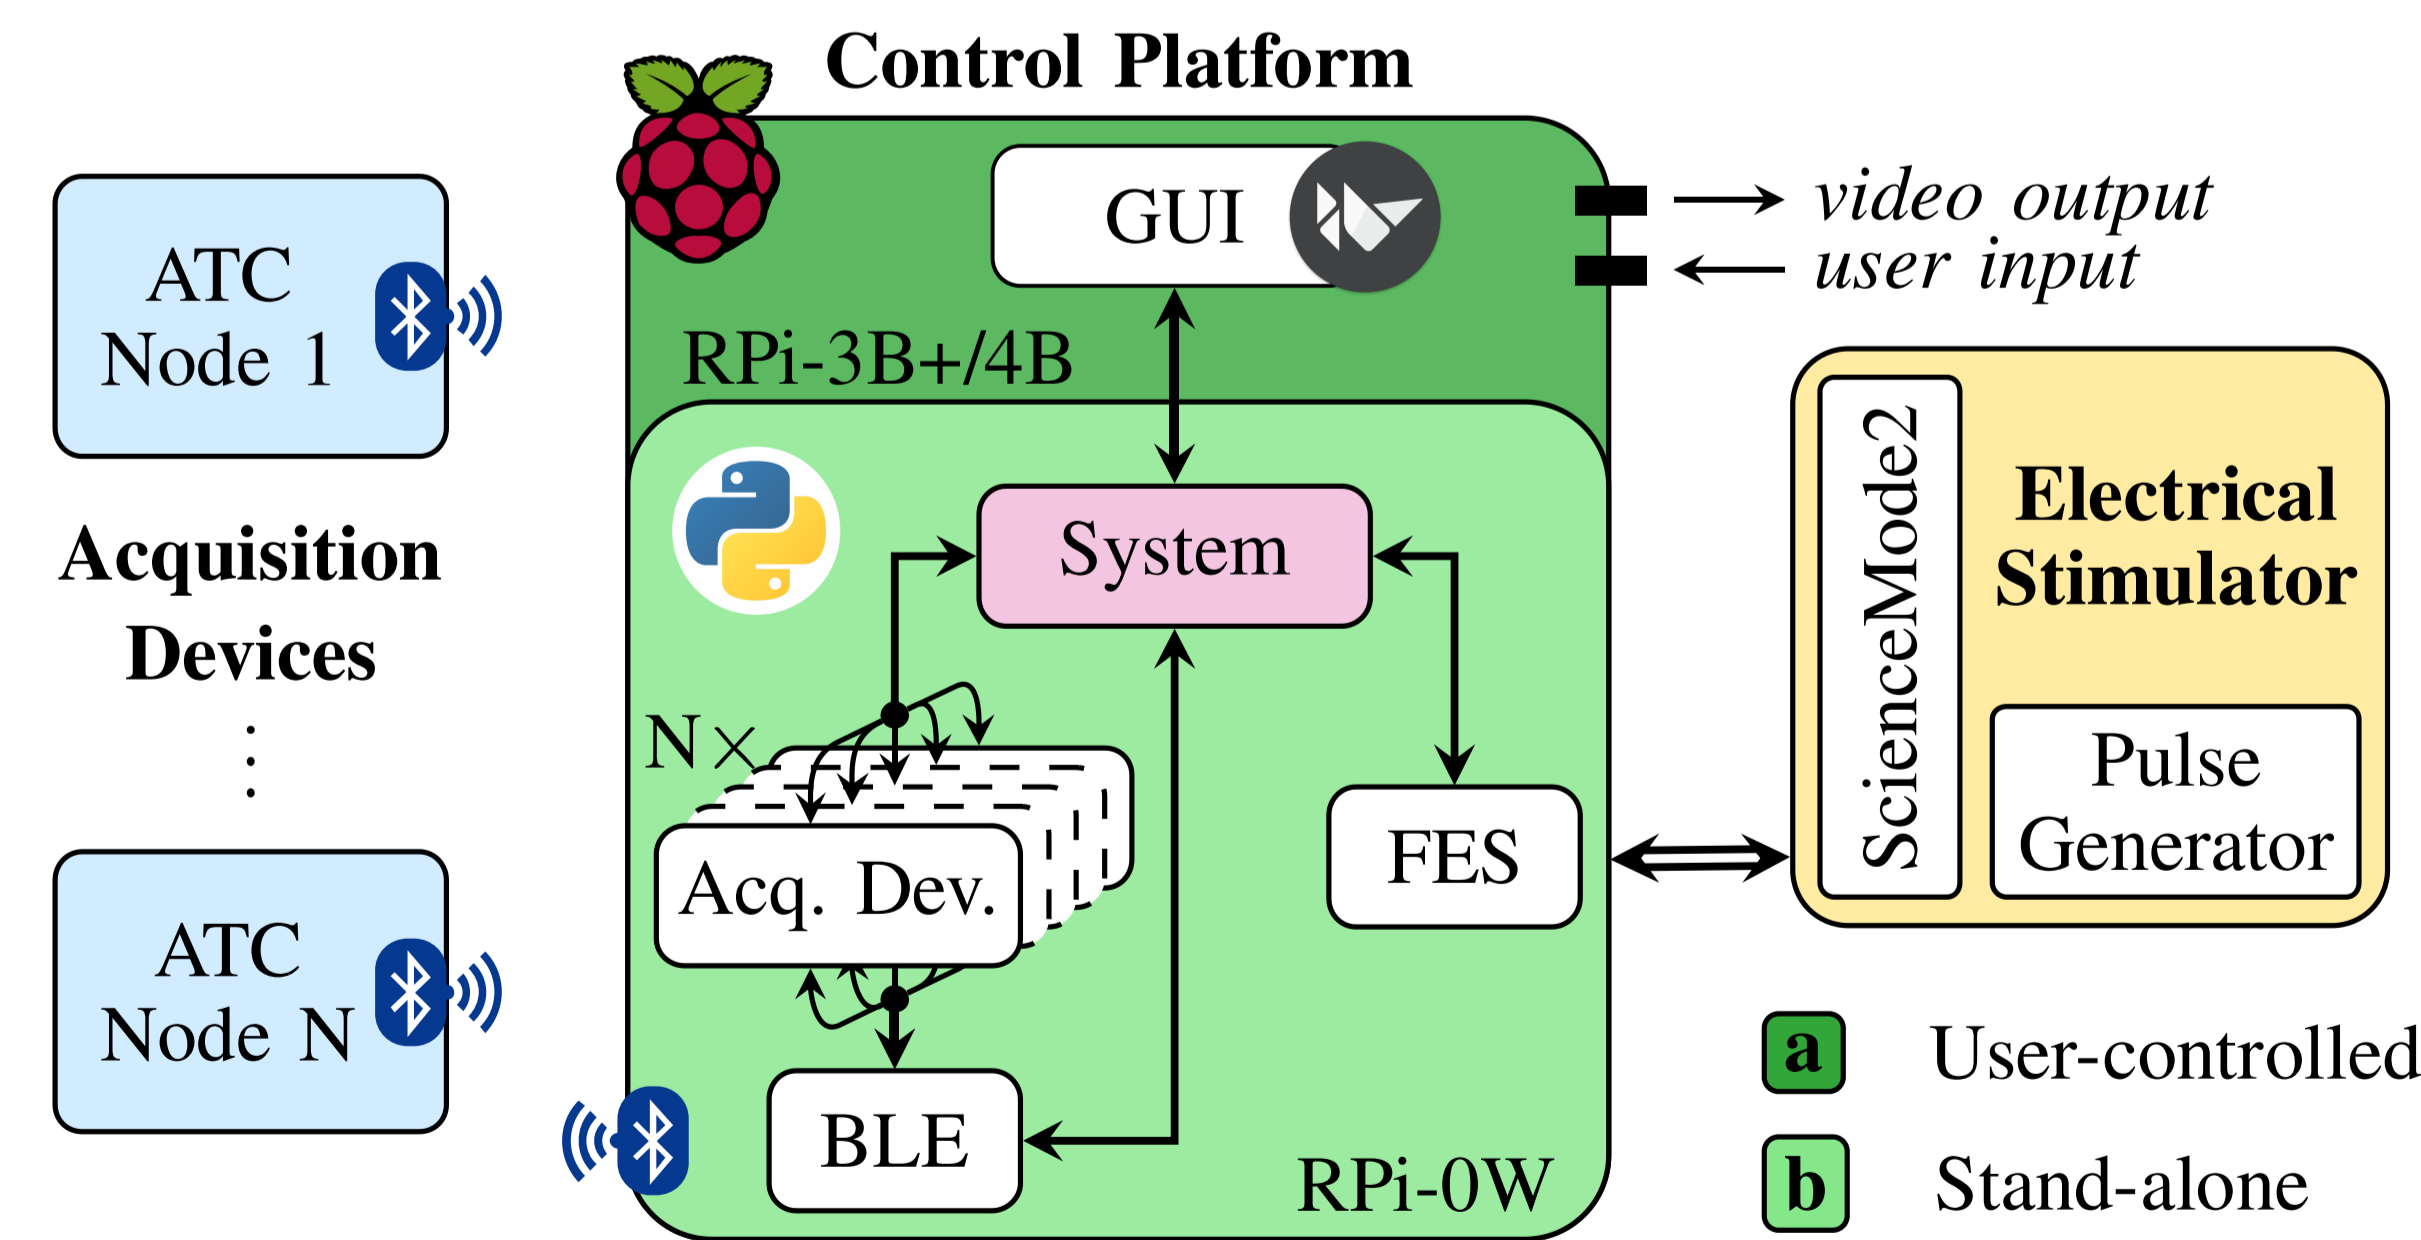 Control Platform
ATC
Node 1
Acquisition
Devices
ATC
Node N
GUI
RPi-3B+/4B
System
N×
Acq. Dev.
FES
BLE
RPi-0W
video output
user input
ScienceMode2
Electrical
Stimulator
Pulse
Generator
a User-controlled
b Stand-alone